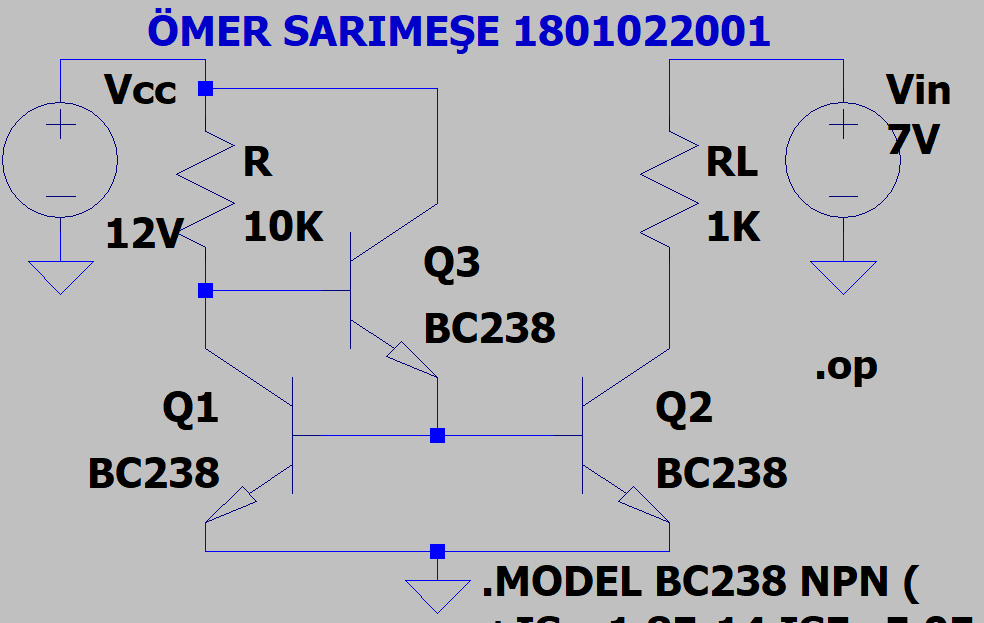 ÖMER SARIMEŞE 1801022001
Vcc
12V
R
10K
Q3
BC238
RL
1K
Vin
7V
.op
Q1
BC238
Q2
BC238
.MODEL BC238 NPN (